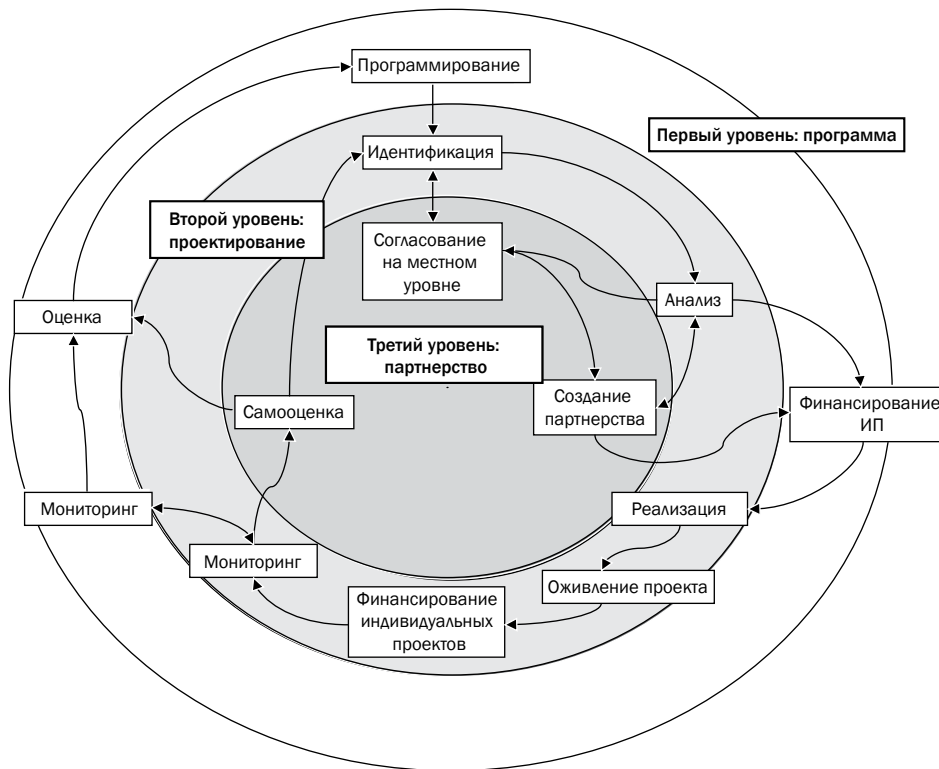 Программирование
Первый уровень: программа
Идентификация
Второй уровень:
проектирование
Согласование
на местном
уровне
Анализ
Оценка
Третий уровень:
партнерство
Самооценка
Создание
партнерства
Финансирование
ИП
Мониторинг
Реализация
Мониторинг
Оживление проекта
Финансирование
индивидуальных
проектов